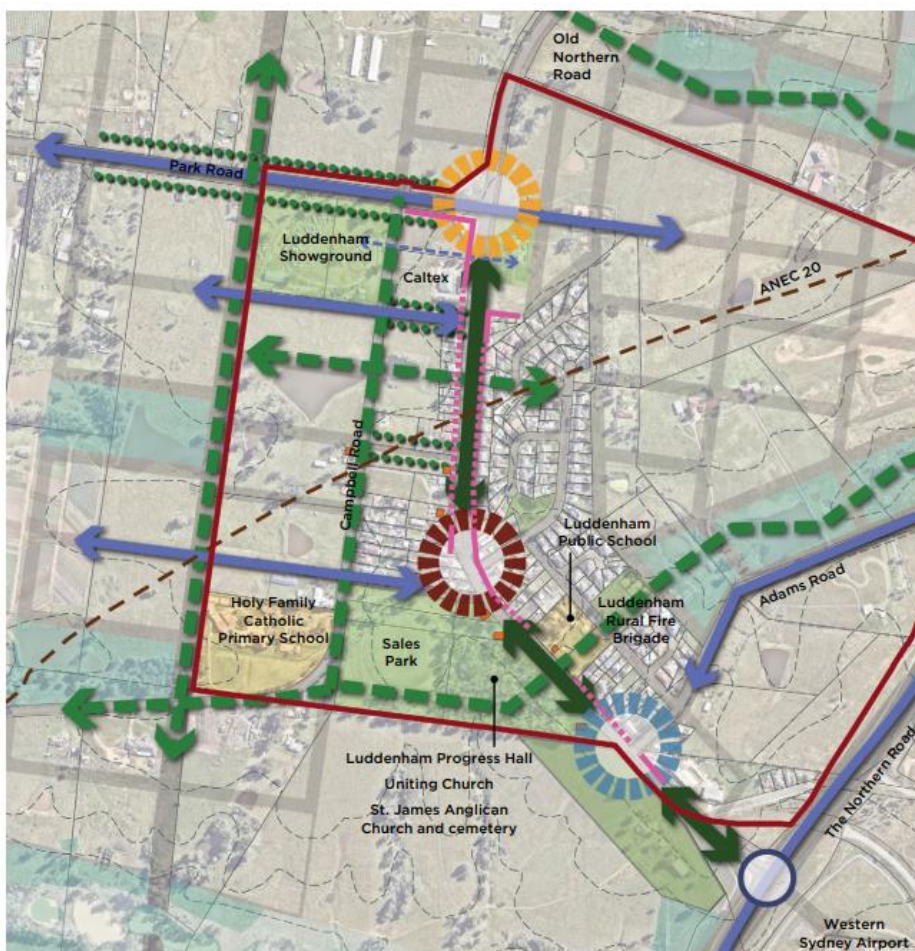 Old
Northern
Road
Park Road
Luddenham
Showground
Caltex
ANEC 20
Campbell Road
Luddenham
Public School
Adams Road
Luddenham
Rural Fire
Brigade
Holy Family
Catholic
Primary School
Sales
Park
Luddenham Progress Hall
Uniting Church
St. James Anglican
Church and cemetery
The Northern Road
Western
Sydney Airport